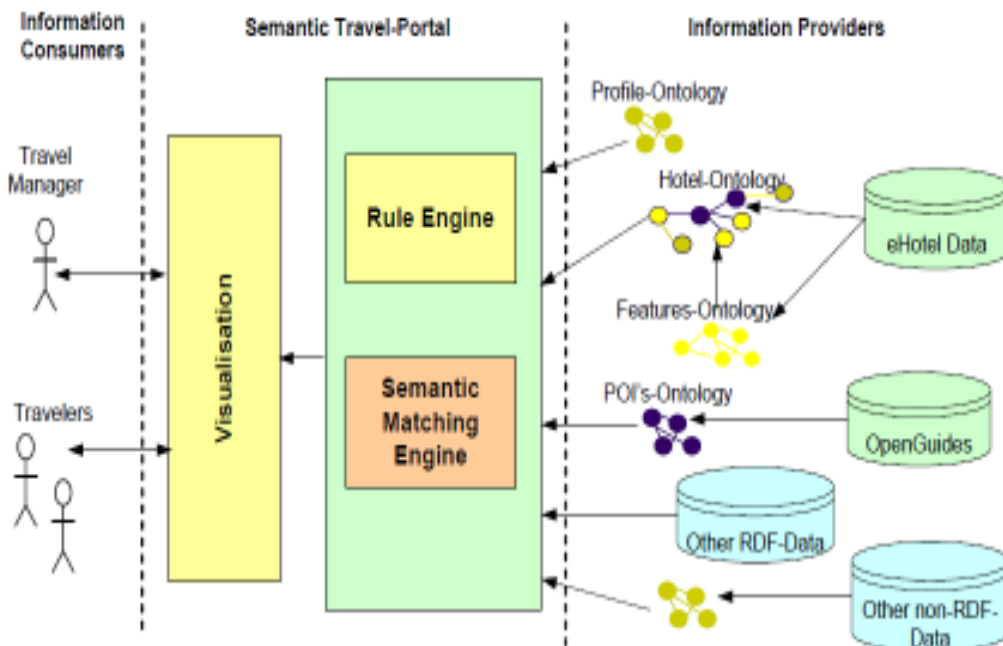 Information
Consumers
Semantic Travel-Portal
Information Providers
Travel
Manager
Travelers
Visualisation
Rule Engine
Semantic
Matching
Engine
Profile-Ontology
Hotel-Ontology
eHotel Data
Features-Ontology
POI's-Ontology
OpenGuides
Other RDF-Data
Other non-RDF-
Data